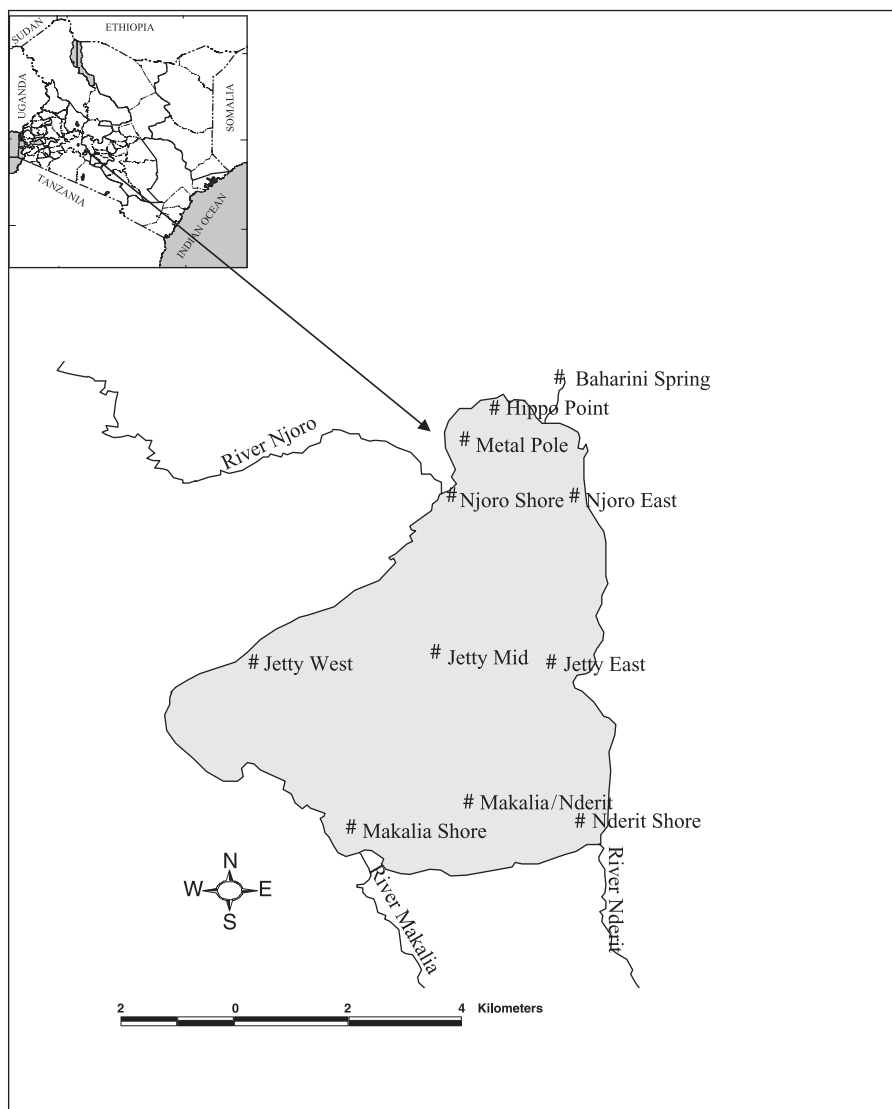 SUDAN
ETHIOPIA
UGANDA
SOMALIA
TANZANIA
INDIAN OCEAN
# Baharini Spring
# Hippo Point
River Njoro
# Metal Pole
# Njoro Shore
# Njoro East
# Jetty West
# Jetty Mid
# Jetty East
# Makalia/Nderit
# Makalia Shore
# Nderit Shore
River Makalia
River Nderit
N
W E
S
2 0 2 4 Kilometers